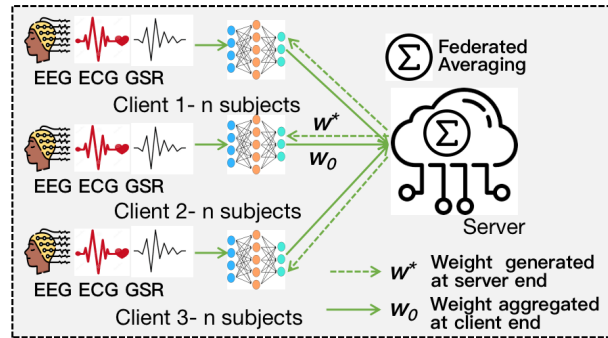 EEG ECG GSR
Client 1- n subjects
EEG ECG GSR
Client 2- n subjects
EEG ECG GSR
Client 3- n subjects
W*
W0
Σ Federated
Averaging
Σ
Server
W* Weight generated
at server end
W0 Weight aggregated
at client end